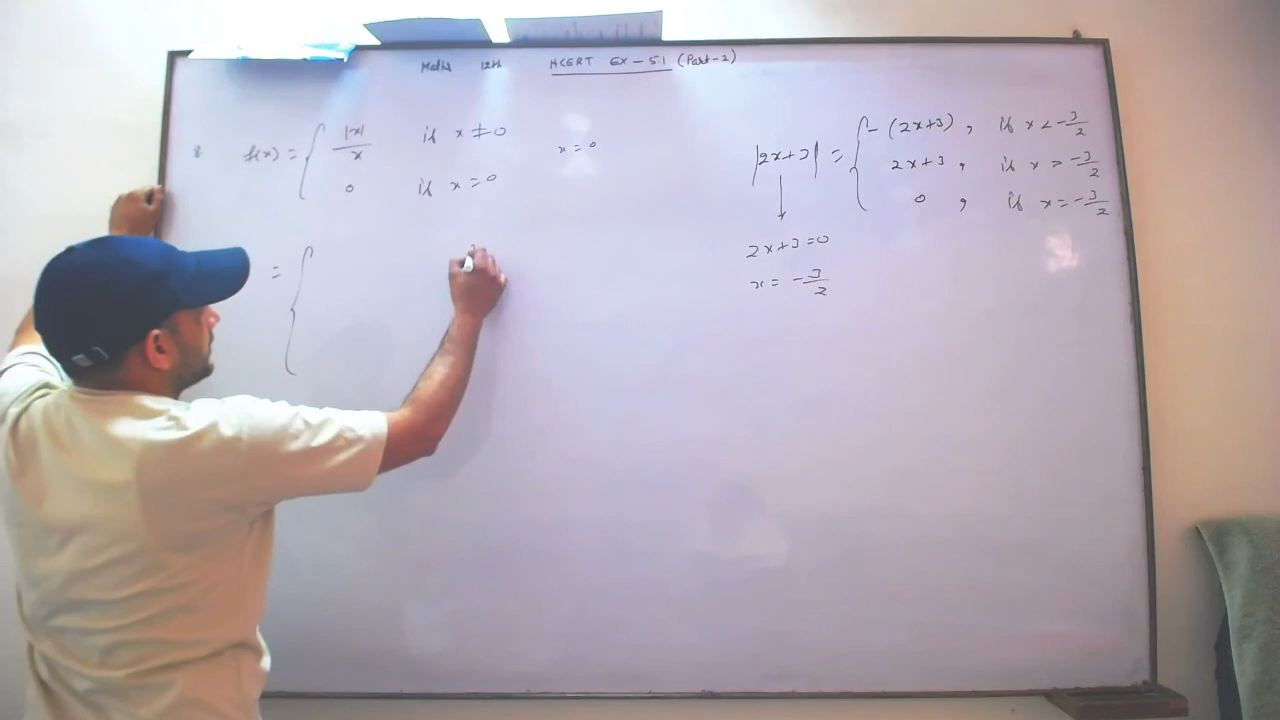 Maths 12th NCERT EX-5.1 (Part-2)
8. f(x) = { |x|/x if x ≠ 0
0 if x = 0
x = 0
= {
|2x+3| = { -(2x+3), if x < -3/2
2x+3, if x > -3/2
0, if x = -3/2
2x+3=0
x = -3/2